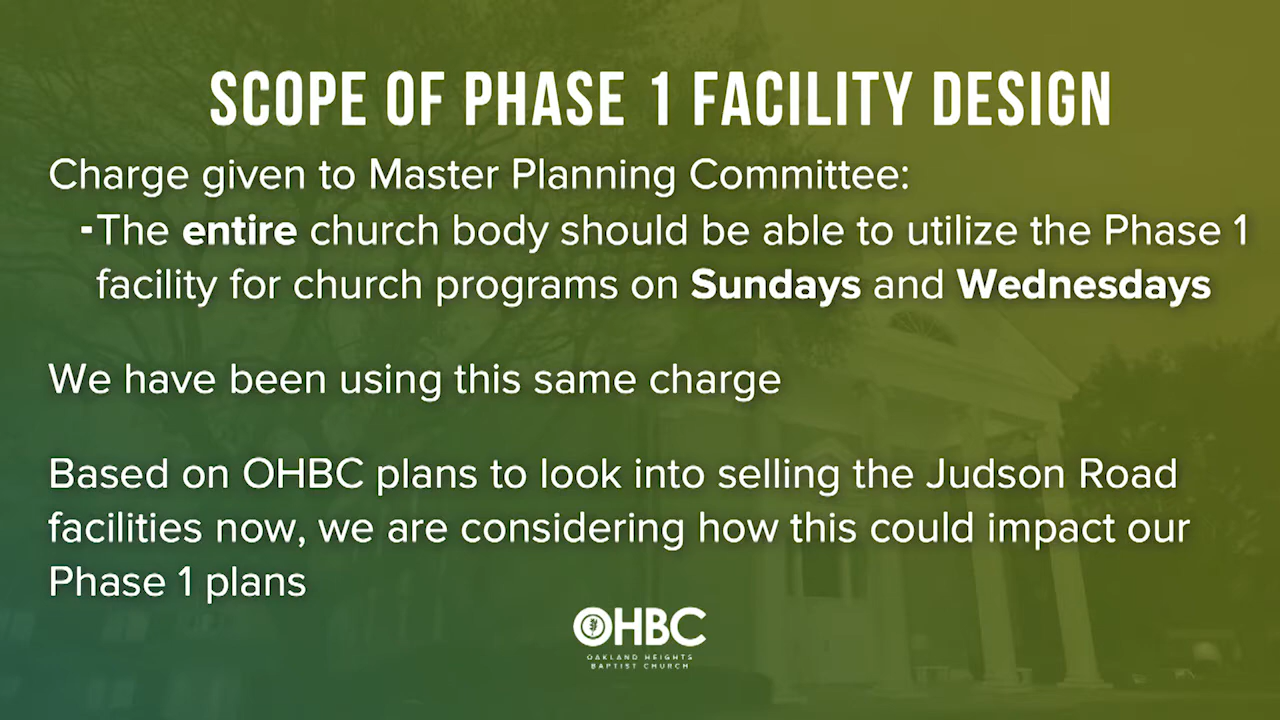 SCOPE OF PHASE 1 FACILITY DESIGN
Charge given to Master Planning Committee:
-The entire church body should be able to utilize the Phase 1
facility for church programs on Sundays and Wednesdays
We have been using this same charge
Based on OHBC plans to look into selling the Judson Road
facilities now, we are considering how this could impact our
Phase 1 plans
OHBC
OAKLAND HEIGHTS
BAPTIST CHURCH